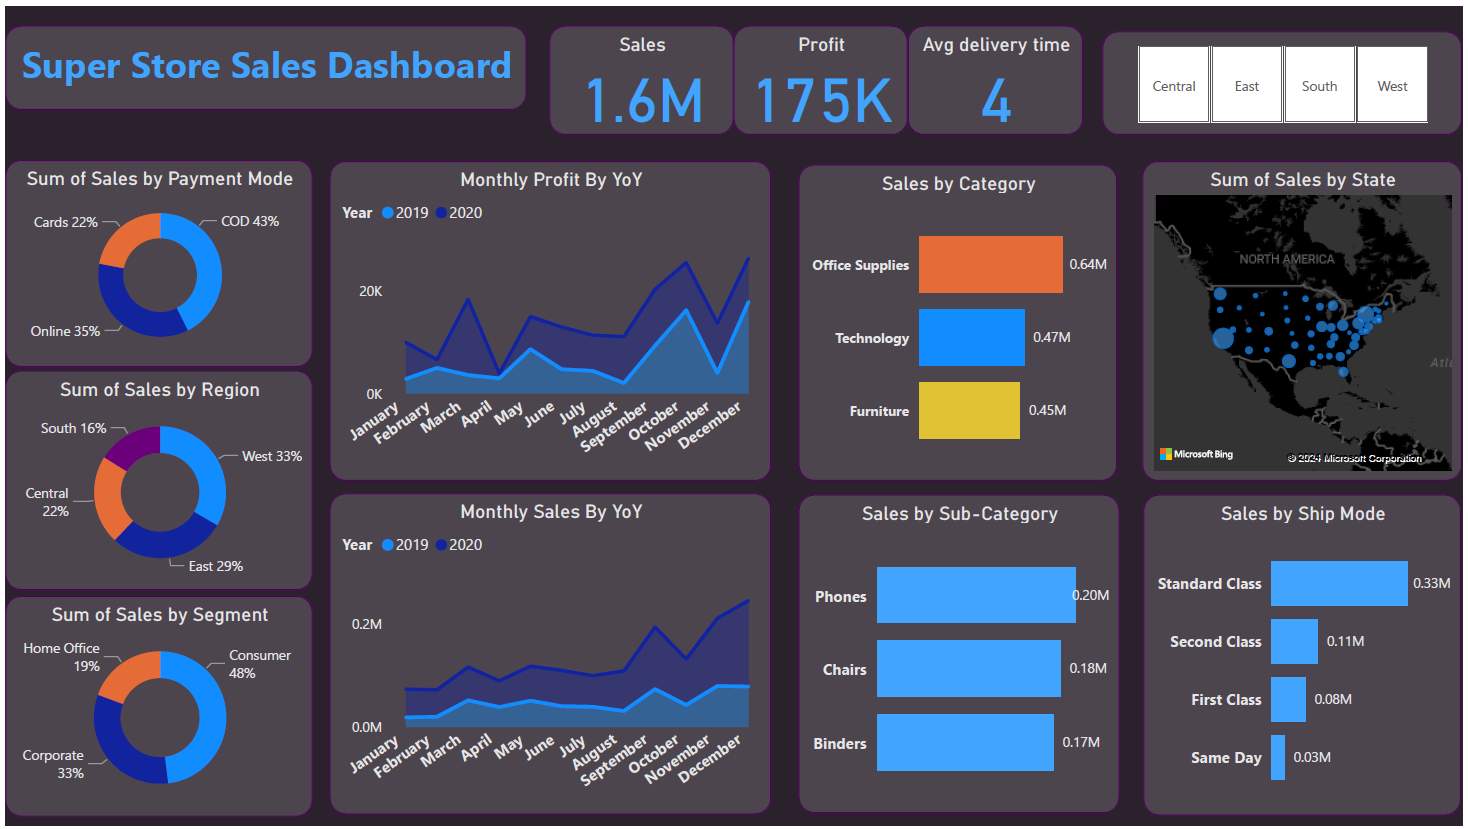 Super Store Sales Dashboard
Sales
1.6M
Profit
175K
Avg delivery time
4
Central
East
South
West
Sum of Sales by Payment Mode
Cards 22%
COD 43%
Online 35%
Sum of Sales by Region
South 16%
West 33%
Central
22%
East 29%
Sum of Sales by Segment
Home Office
19%
Consumer
48%
Corporate
33%
Monthly Profit By YoY
Year 2019 2020
20K
0K
January
February
March
April
May
June
July
August
September
October
November
December
Monthly Sales By YoY
Year 2019 2020
0.2M
0.0M
January
February
March
April
May
June
July
August
September
October
November
December
Sales by Category
Office Supplies 0.64M
Technology 0.47M
Furniture 0.45M
Sales by Sub-Category
Phones 0.20M
Chairs 0.18M
Binders 0.17M
Sum of Sales by State
NORTH AMERICA
Atl
Microsoft Bing
© 2024 Microsoft Corporation
Sales by Ship Mode
Standard Class 0.33M
Second Class 0.11M
First Class 0.08M
Same Day 0.03M